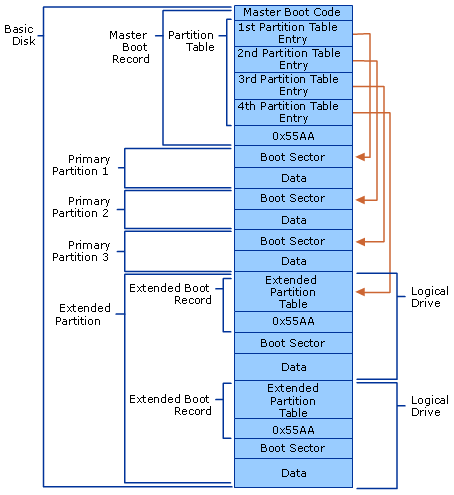 Basic
Disk
Master
Boot
Record
Partition
Table
Master Boot Code
1st Partition Table
Entry
2nd Partition Table
Entry
3rd Partition Table
Entry
4th Partition Table
Entry
0x55AA
Primary
Partition 1
Boot Sector
Data
Primary
Partition 2
Boot Sector
Data
Primary
Partition 3
Boot Sector
Data
Extended
Partition
Extended Boot
Record
Extended
Partition
Table
0x55AA
Boot Sector
Data
Logical
Drive
Extended Boot
Record
Extended
Partition
Table
0x55AA
Boot Sector
Data
Logical
Drive